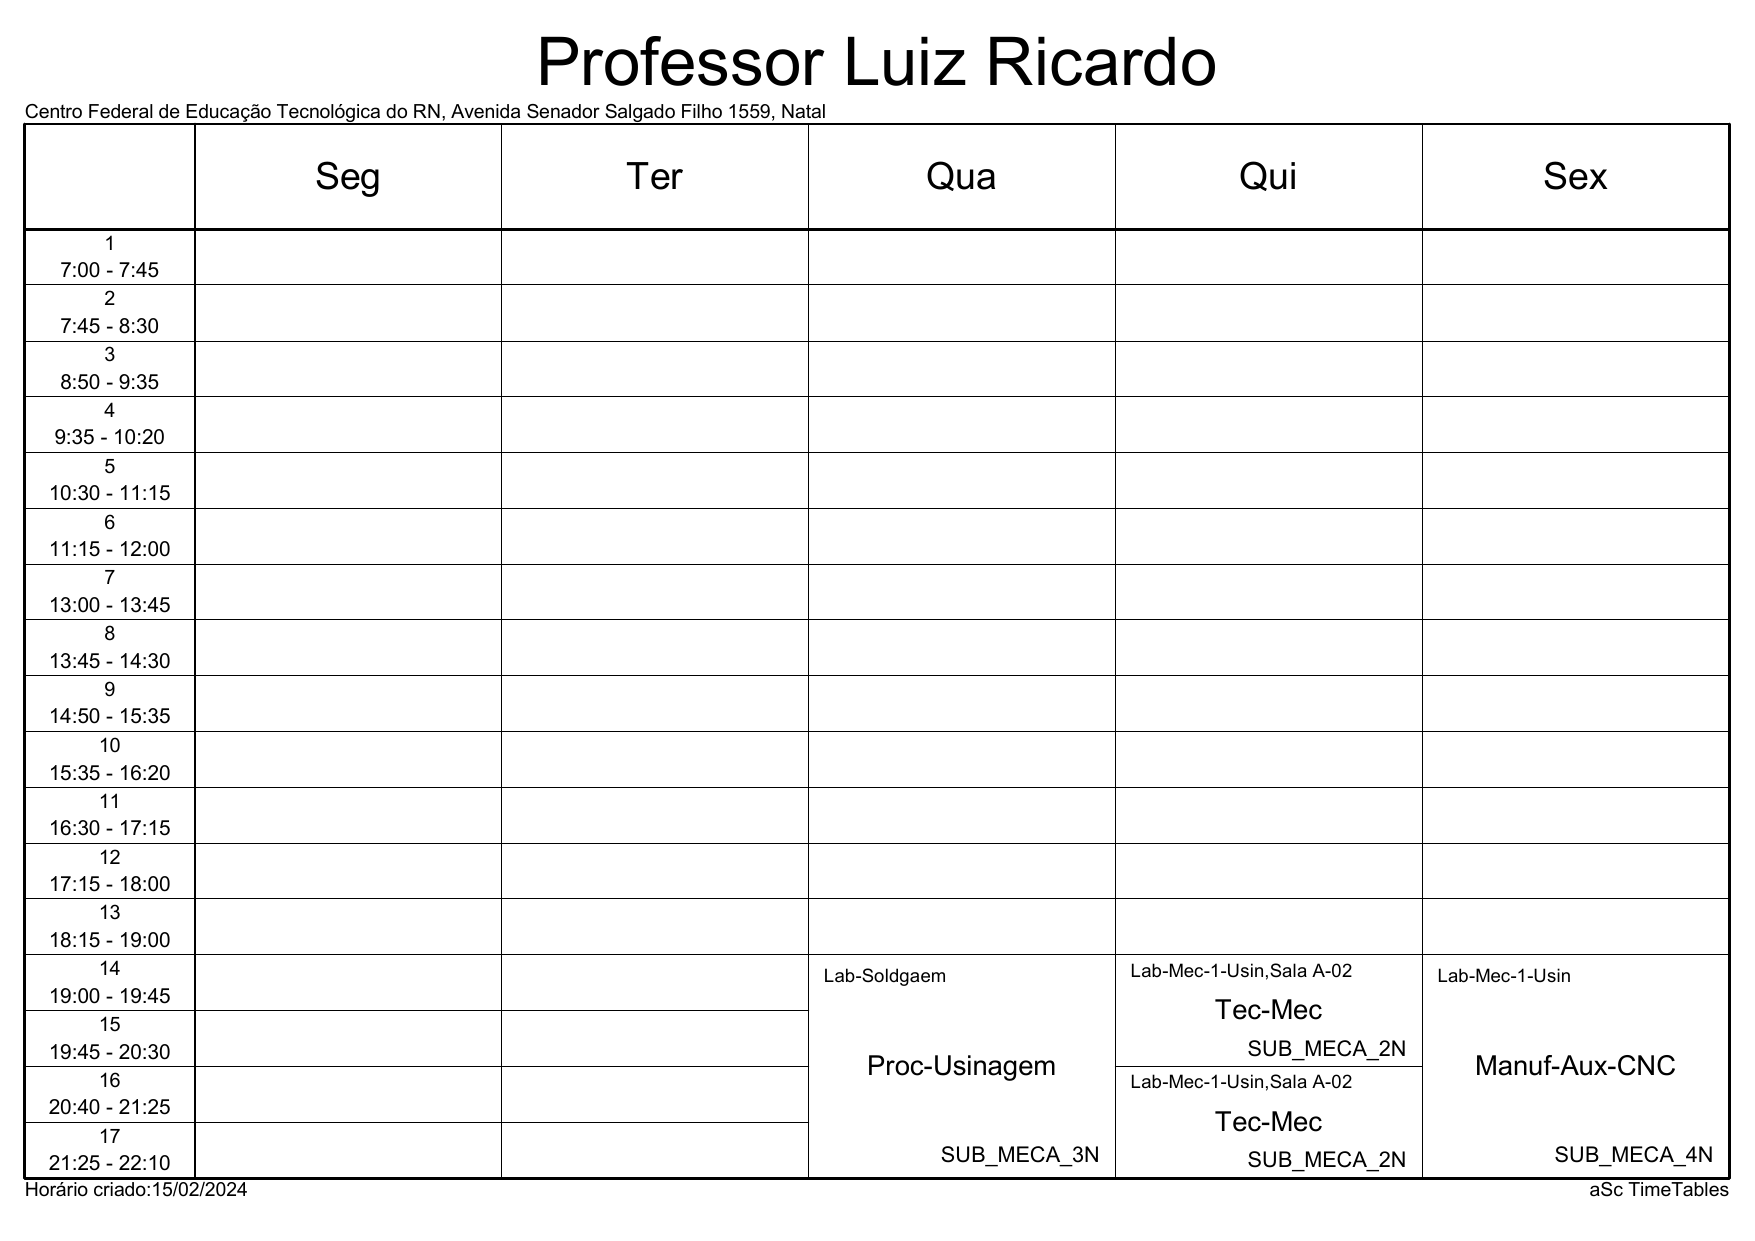 Professor Luiz Ricardo
Centro Federal de Educação Tecnológica do RN, Avenida Senador Salgado Filho 1559, Natal
Seg Ter Qua Qui Sex
1
7:00 - 7:45
2
7:45 - 8:30
3
8:50 - 9:35
4
9:35 - 10:20
5
10:30 - 11:15
6
11:15 - 12:00
7
13:00 - 13:45
8
13:45 - 14:30
9
14:50 - 15:35
10
15:35 - 16:20
11
16:30 - 17:15
12
17:15 - 18:00
13
18:15 - 19:00
14
19:00 - 19:45
15
19:45 - 20:30
16
20:40 - 21:25
17
21:25 - 22:10
Lab-Soldgaem
Proc-Usinagem
SUB_MECA_3N
Lab-Mec-1-Usin,Sala A-02
Tec-Mec
SUB_MECA_2N
Lab-Mec-1-Usin,Sala A-02
Tec-Mec
SUB_MECA_2N
Lab-Mec-1-Usin
Manuf-Aux-CNC
SUB_MECA_4N
Horário criado:15/02/2024
aSc TimeTables